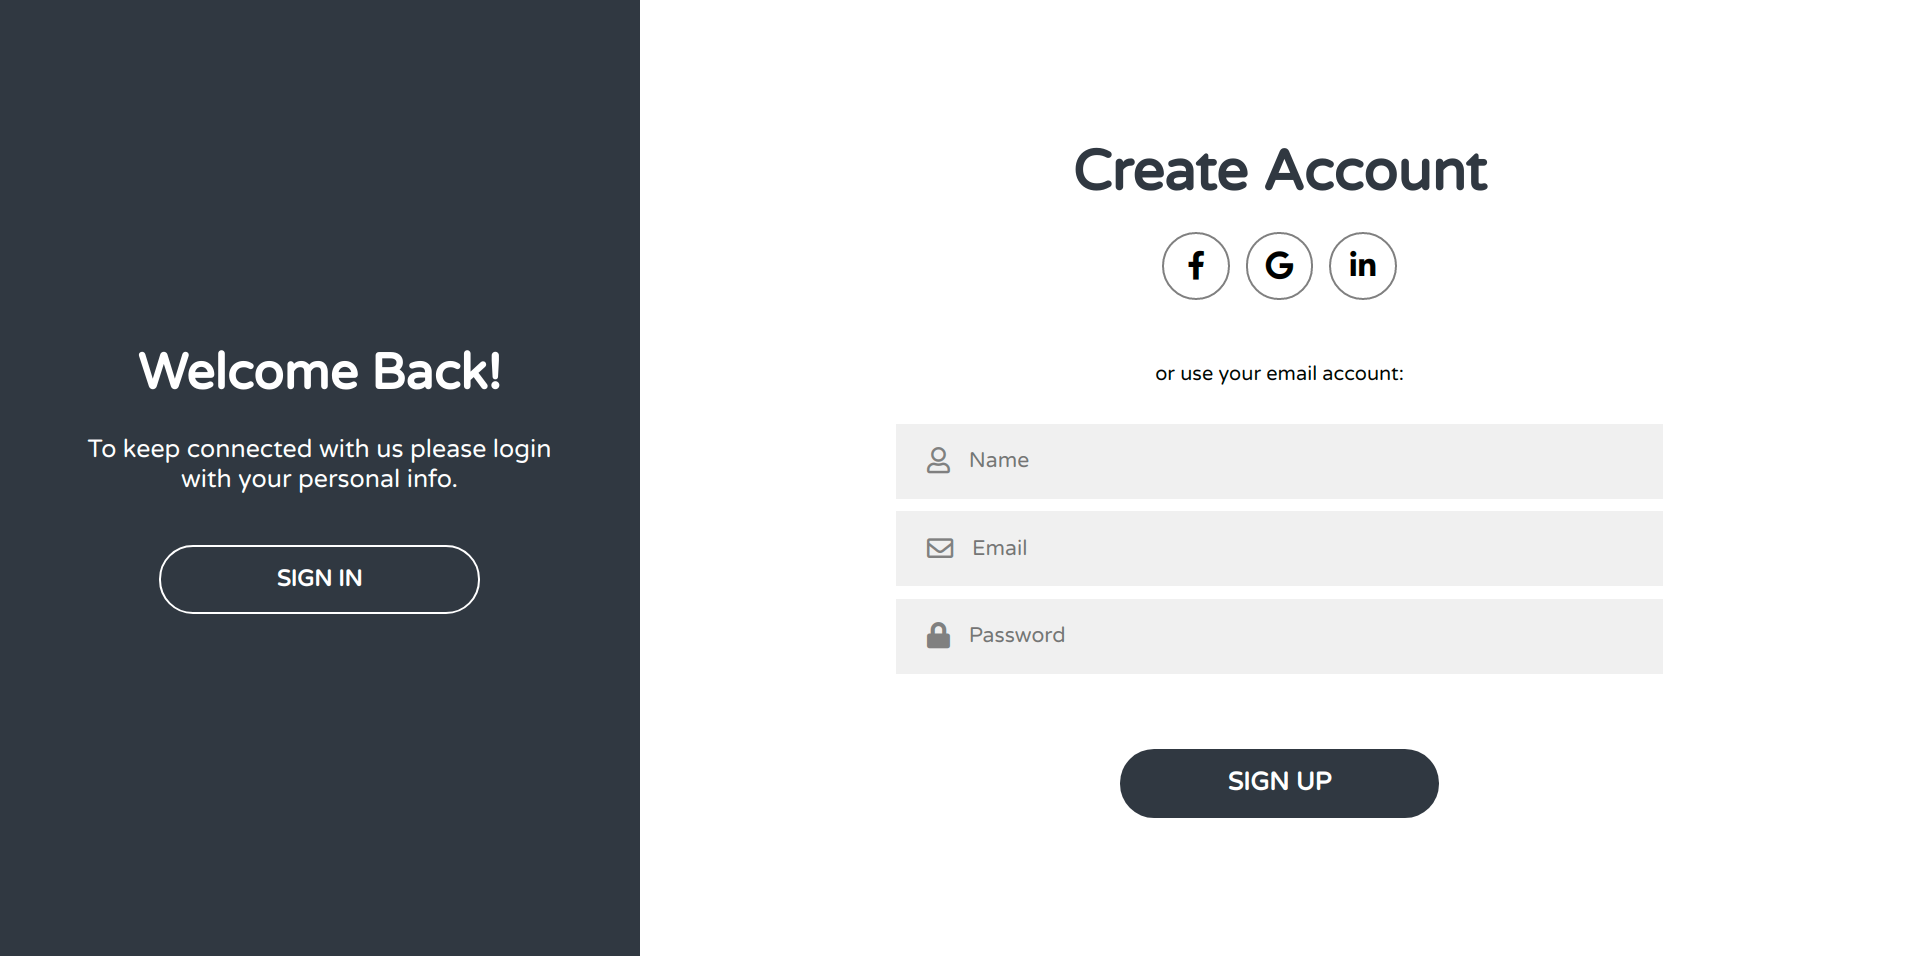 Welcome Back!
To keep connected with us please login
with your personal info.
SIGN IN
Create Account
f
G
in
or use your email account:
Name
Email
Password
SIGN UP